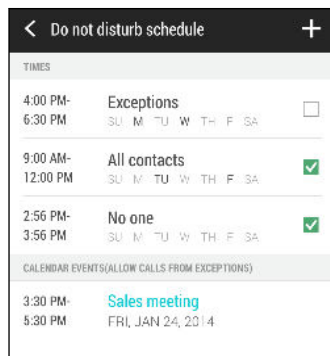 Do not disturb schedule
TIMES
4:00 PM- Exceptions
6:30 PM SU M TU W TH F SA
9:00 AM- All contacts
12:00 PM SU M TU W TH F SA
2:56 PM- No one
3:56 PM SU M TU W TH F SA
CALENDAR EVENTS(ALLOW CALLS FROM EXCEPTIONS)
3:30 PM- Sales meeting
5:30 PM FRI, JAN 24, 2014